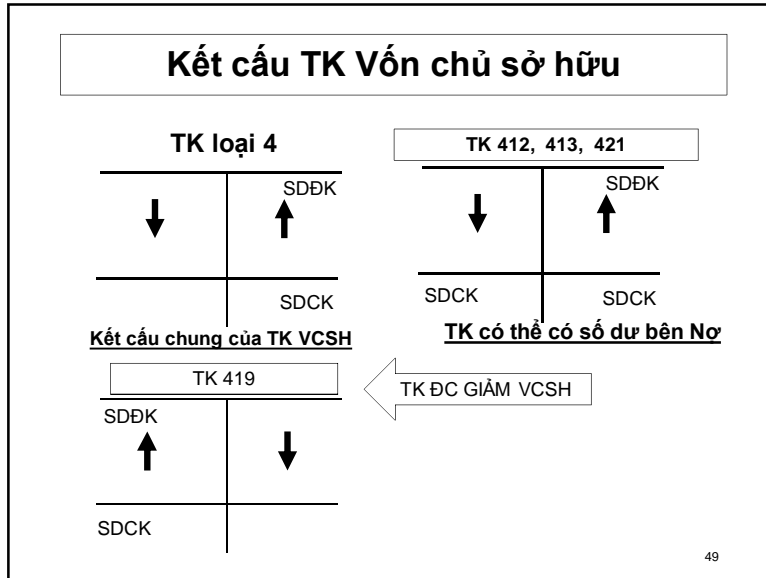 Kết cấu TK Vốn chủ sở hữu
TK loại 4
SDĐK
SDCK
Kết cấu chung của TK VCSH
TK 412, 413, 421
SDĐK
SDCK
SDCK
TK có thể có số dư bên Nợ
TK 419
TK ĐC GIẢM VCSH
SDĐK
SDCK
49